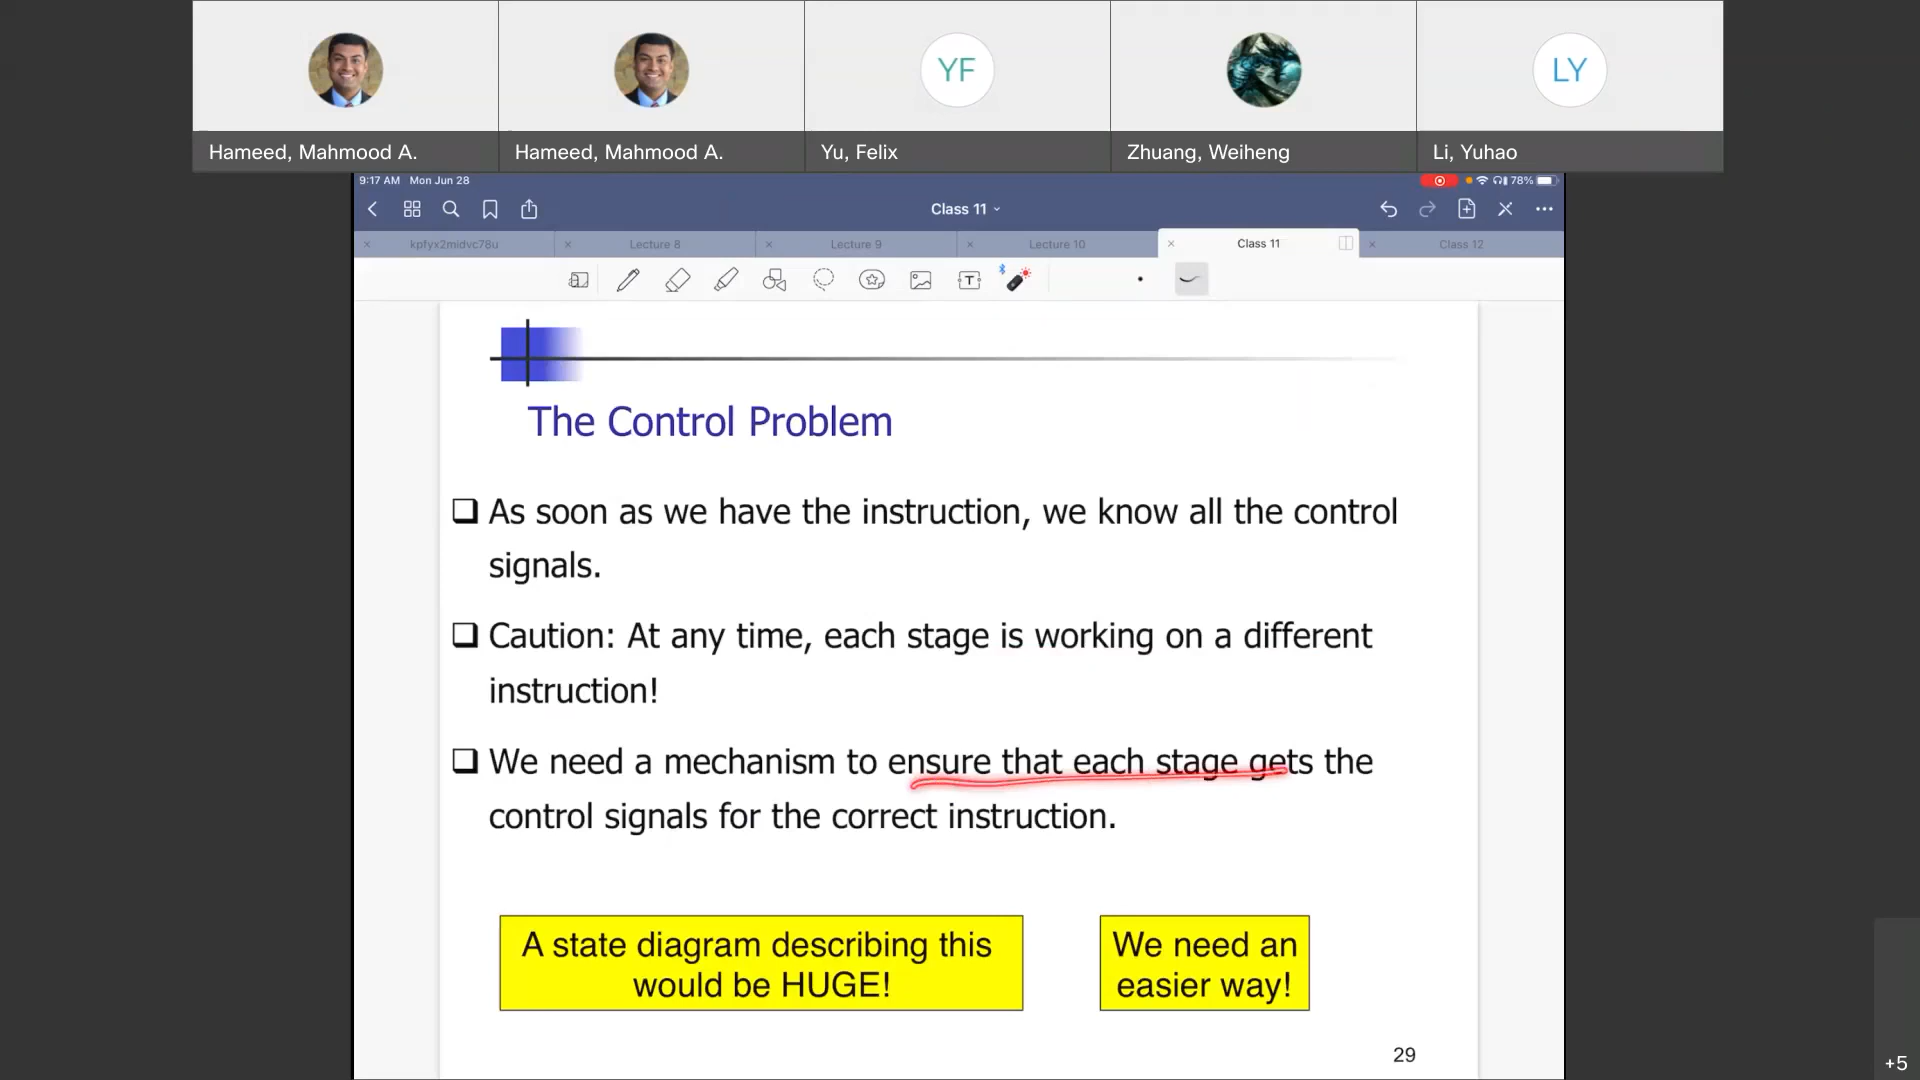 YF
LY
Hameed, Mahmood A.
Hameed, Mahmood A.
Yu, Felix
Zhuang, Weiheng
Li, Yuhao
9:17 AM Mon Jun 28
78%
Class 11
kpfyx2midvc78u
Lecture 8
Lecture 9
Lecture 10
Class 11
Class 12
T
The Control Problem
As soon as we have the instruction, we know all the control
signals.
Caution: At any time, each stage is working on a different
instruction!
We need a mechanism to ensure that each stage gets the
control signals for the correct instruction.
A state diagram describing this
would be HUGE!
We need an
easier way!
29
+5